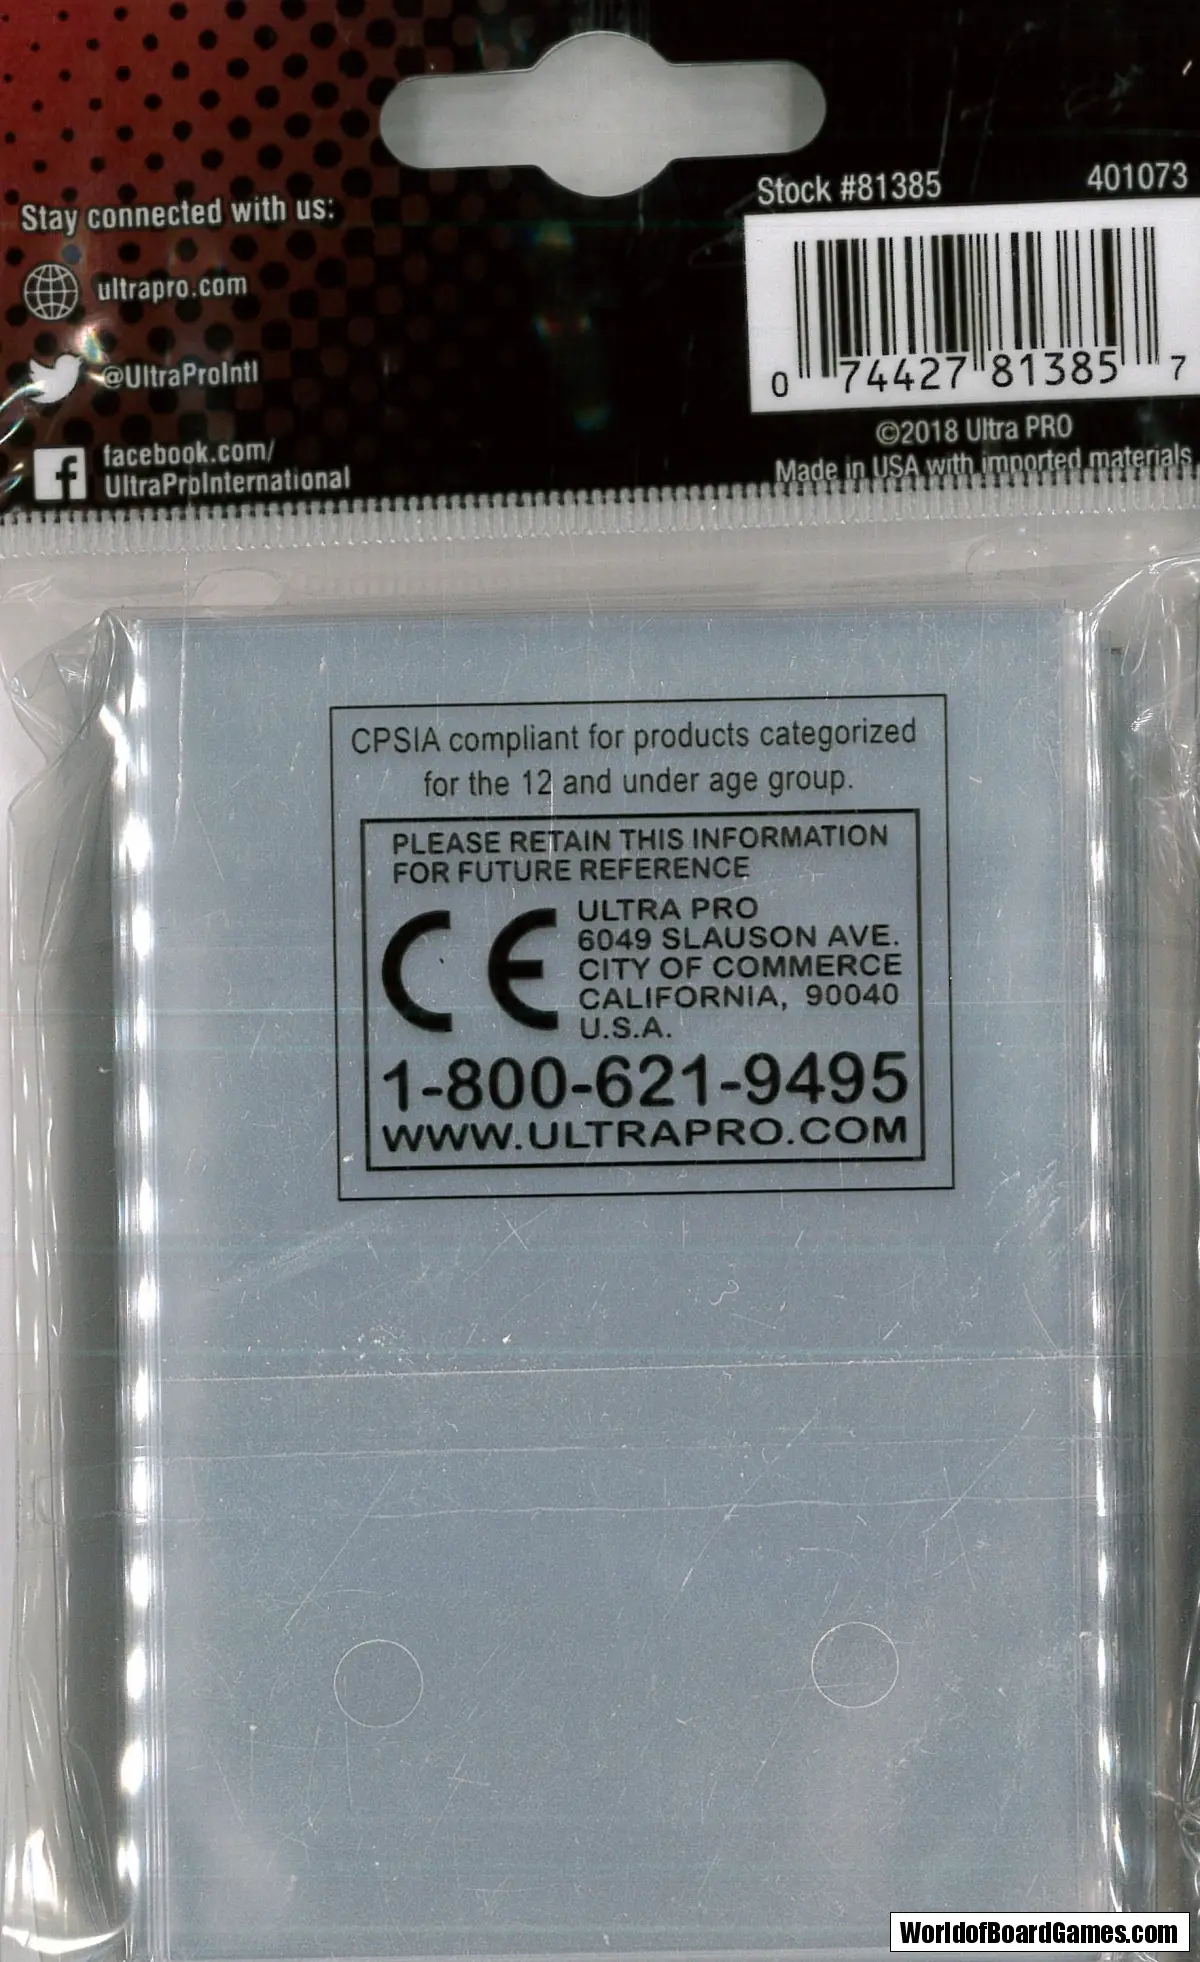 Stay connected with us:
ultrapro.com
@UltraProIntl
facebook.com/
UltraProInternational
Stock #81385
401073
0 74427 81385 7
©2018 Ultra PRO
Made in USA with imported materials
CPSIA compliant for products categorized
for the 12 and under age group.
PLEASE RETAIN THIS INFORMATION
FOR FUTURE REFERENCE
CE
ULTRA PRO
6049 SLAUSON AVE.
CITY OF COMMERCE
CALIFORNIA, 90040
U.S.A.
1-800-621-9495
WWW.ULTRAPRO.COM
WorldofBoardGames.com